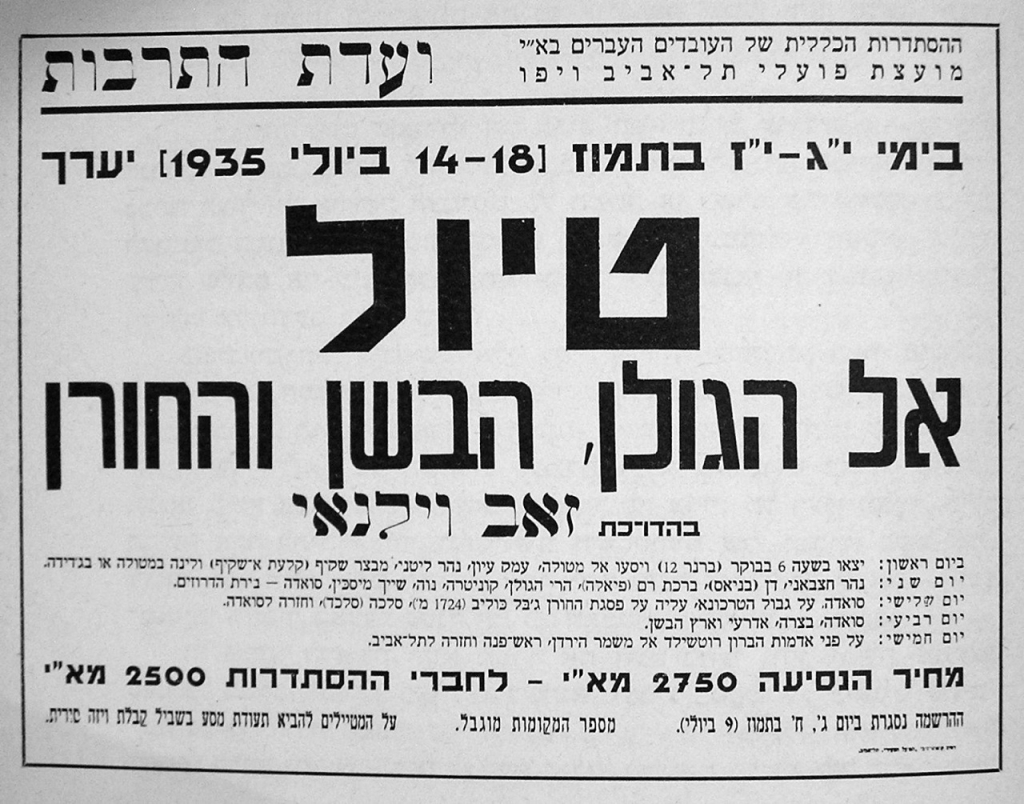 ההסתדרות הכללית של העובדים העברים בא״י
מועצת פועלי תל־אביב ויפו
ועדת התרבות
בימי י״ג–י״ז בתמוז [14–18 ביולי 1935] יערך
טיול
אל הגולן, הבשן והחורן
בהדרכת זאב וילנאי
ביום ראשון: יצאו בשעה 6 בבוקר (ברנר 12) ויסעו אל מטולה, עמק עיון, נהר ליטני, מבצר שקיף (קלעת א־שקיף) ולינה במטולה או בג׳דידה.
יום שני: נהר חצבאני, דן (בניאס), ברכת רם (פיאלה), הרי הגולן, קוניטרה, נוה, שייך מיסכין, סואדה – בירת הדרוזים.
יום שלישי: סואדה, על גבול הטרכונא, עליה על פסגת החורן ג׳בל כוליב (1724 מ׳), סלכה (סלכד), וחזרה לסואדה.
יום רביעי: סואדה, בצרה, אדרעי וארץ הבשן.
יום חמישי: על פני אדמות הברון רוטשילד אל משמר הירדן, ראש־פנה וחזרה לתל־אביב.
מחיר הנסיעה 2750 מא״י – לחברי ההסתדרות 2500 מא״י
ההרשמה נסגרת ביום ג׳, ח׳ בתמוז (9 ביולי). מספר המקומות מוגבל. על המטיילים להביא תעודת מסע בשביל קבלת ויזה סורית.